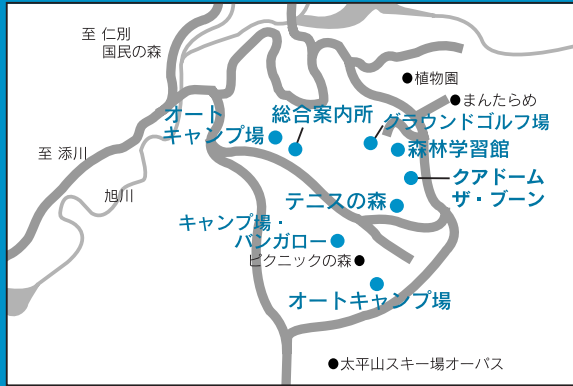 至 仁別
国民の森
植物園
まんたらめ
オート
キャンプ場
総合案内所
グラウンドゴルフ場
至 添川
森林学習館
クアドーム
ザ・ブーン
旭川
テニスの森
キャンプ場・
バンガロー
ピクニックの森
オートキャンプ場
太平山スキー場オーパス